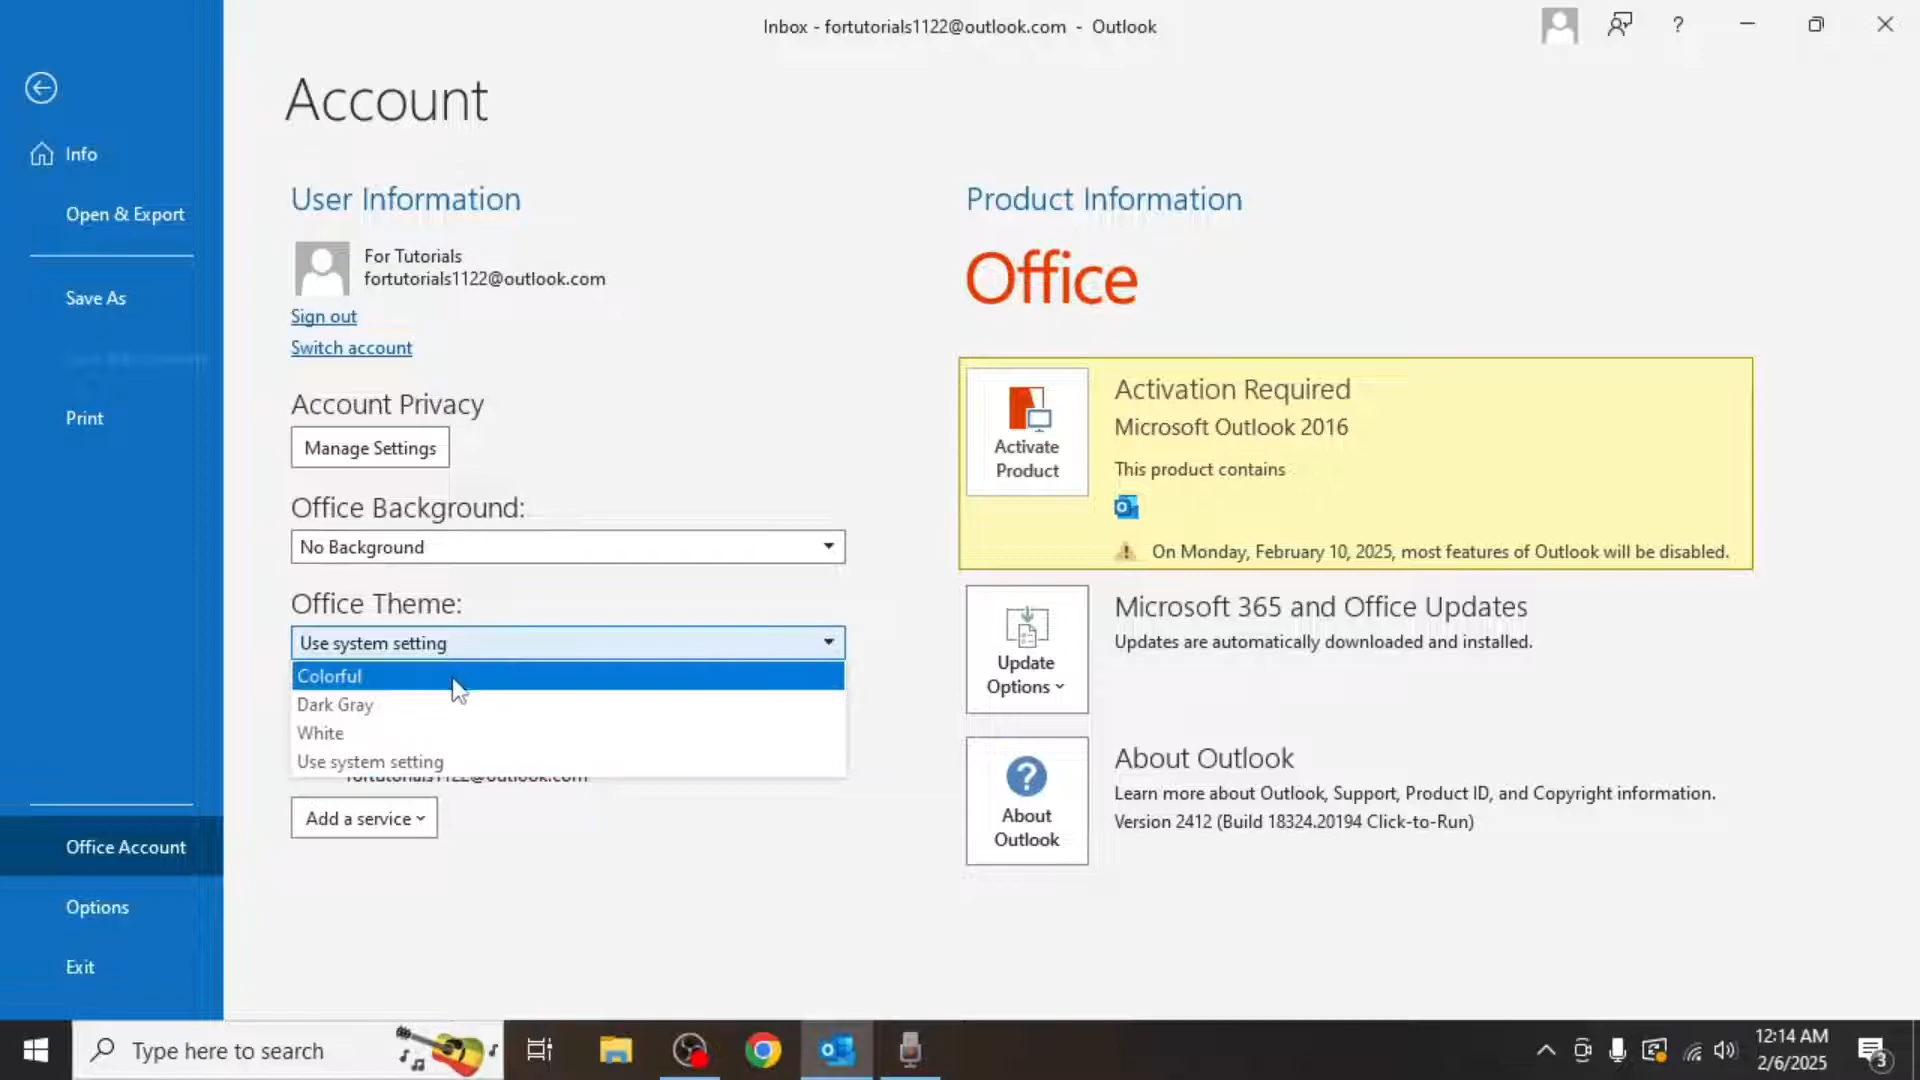 Inbox - fortutorials1122@outlook.com - Outlook
?
Account
Info
Open & Export
Save As
Print
Office Account
Options
Exit
User Information
For Tutorials
fortutorials1122@outlook.com
Sign out
Switch account
Account Privacy
Manage Settings
Office Background:
No Background
Office Theme:
Use system setting
Colorful
Dark Gray
White
Use system setting
fortutorials1122@outlook.com
Add a service
Product Information
Office
Activate
Product
Activation Required
Microsoft Outlook 2016
This product contains
On Monday, February 10, 2025, most features of Outlook will be disabled.
Update
Options
Microsoft 365 and Office Updates
Updates are automatically downloaded and installed.
About
Outlook
About Outlook
Learn more about Outlook, Support, Product ID, and Copyright information.
Version 2412 (Build 18324.20194 Click-to-Run)
Type here to search
12:14 AM
2/6/2025
3